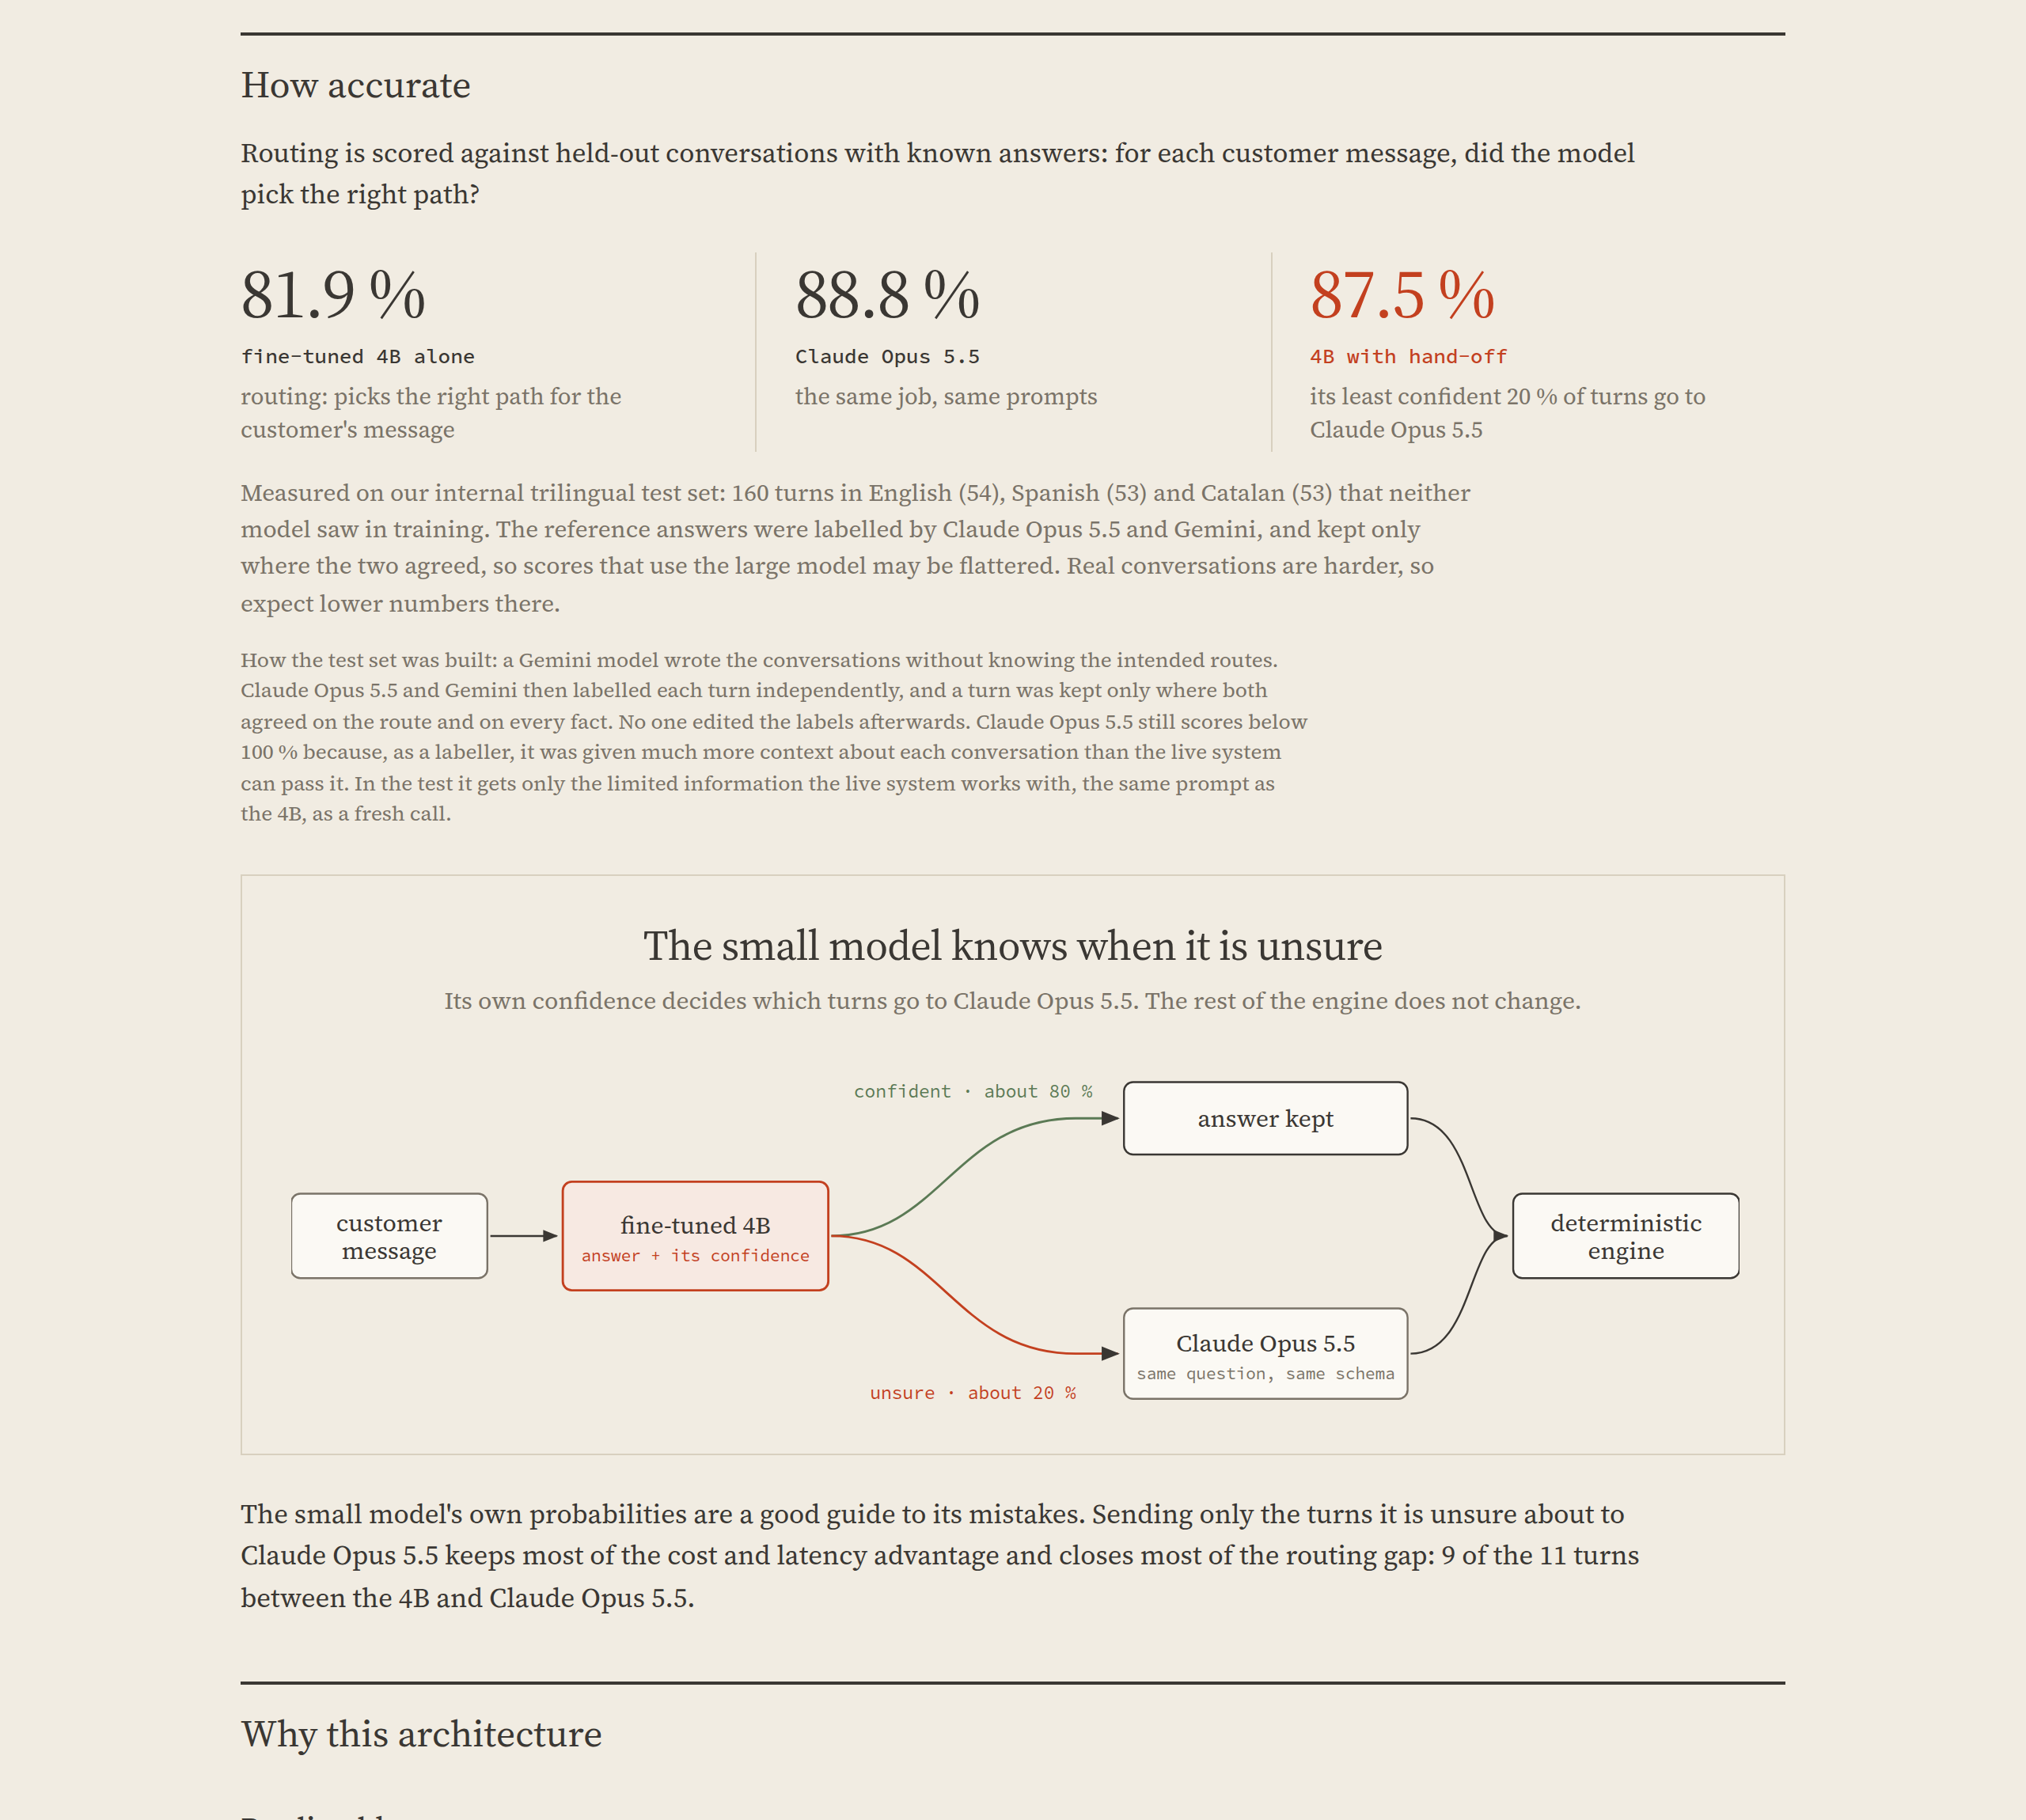 How accurate
Routing is scored against held-out conversations with known answers: for each customer message, did the model
pick the right path?
81.9 %
fine-tuned 4B alone
routing: picks the right path for the
customer's message
88.8 %
Claude Opus 5.5
the same job, same prompts
87.5 %
4B with hand-off
its least confident 20 % of turns go to
Claude Opus 5.5
Measured on our internal trilingual test set: 160 turns in English (54), Spanish (53) and Catalan (53) that neither
model saw in training. The reference answers were labelled by Claude Opus 5.5 and Gemini, and kept only
where the two agreed, so scores that use the large model may be flattered. Real conversations are harder, so
expect lower numbers there.
How the test set was built: a Gemini model wrote the conversations without knowing the intended routes.
Claude Opus 5.5 and Gemini then labelled each turn independently, and a turn was kept only where both
agreed on the route and on every fact. No one edited the labels afterwards. Claude Opus 5.5 still scores below
100 % because, as a labeller, it was given much more context about each conversation than the live system
can pass it. In the test it gets only the limited information the live system works with, the same prompt as
the 4B, as a fresh call.
The small model knows when it is unsure
Its own confidence decides which turns go to Claude Opus 5.5. The rest of the engine does not change.
confident · about 80 %
answer kept
customer
message
fine-tuned 4B
answer + its confidence
deterministic
engine
Claude Opus 5.5
same question, same schema
unsure · about 20 %
The small model's own probabilities are a good guide to its mistakes. Sending only the turns it is unsure about to
Claude Opus 5.5 keeps most of the cost and latency advantage and closes most of the routing gap: 9 of the 11 turns
between the 4B and Claude Opus 5.5.
Why this architecture